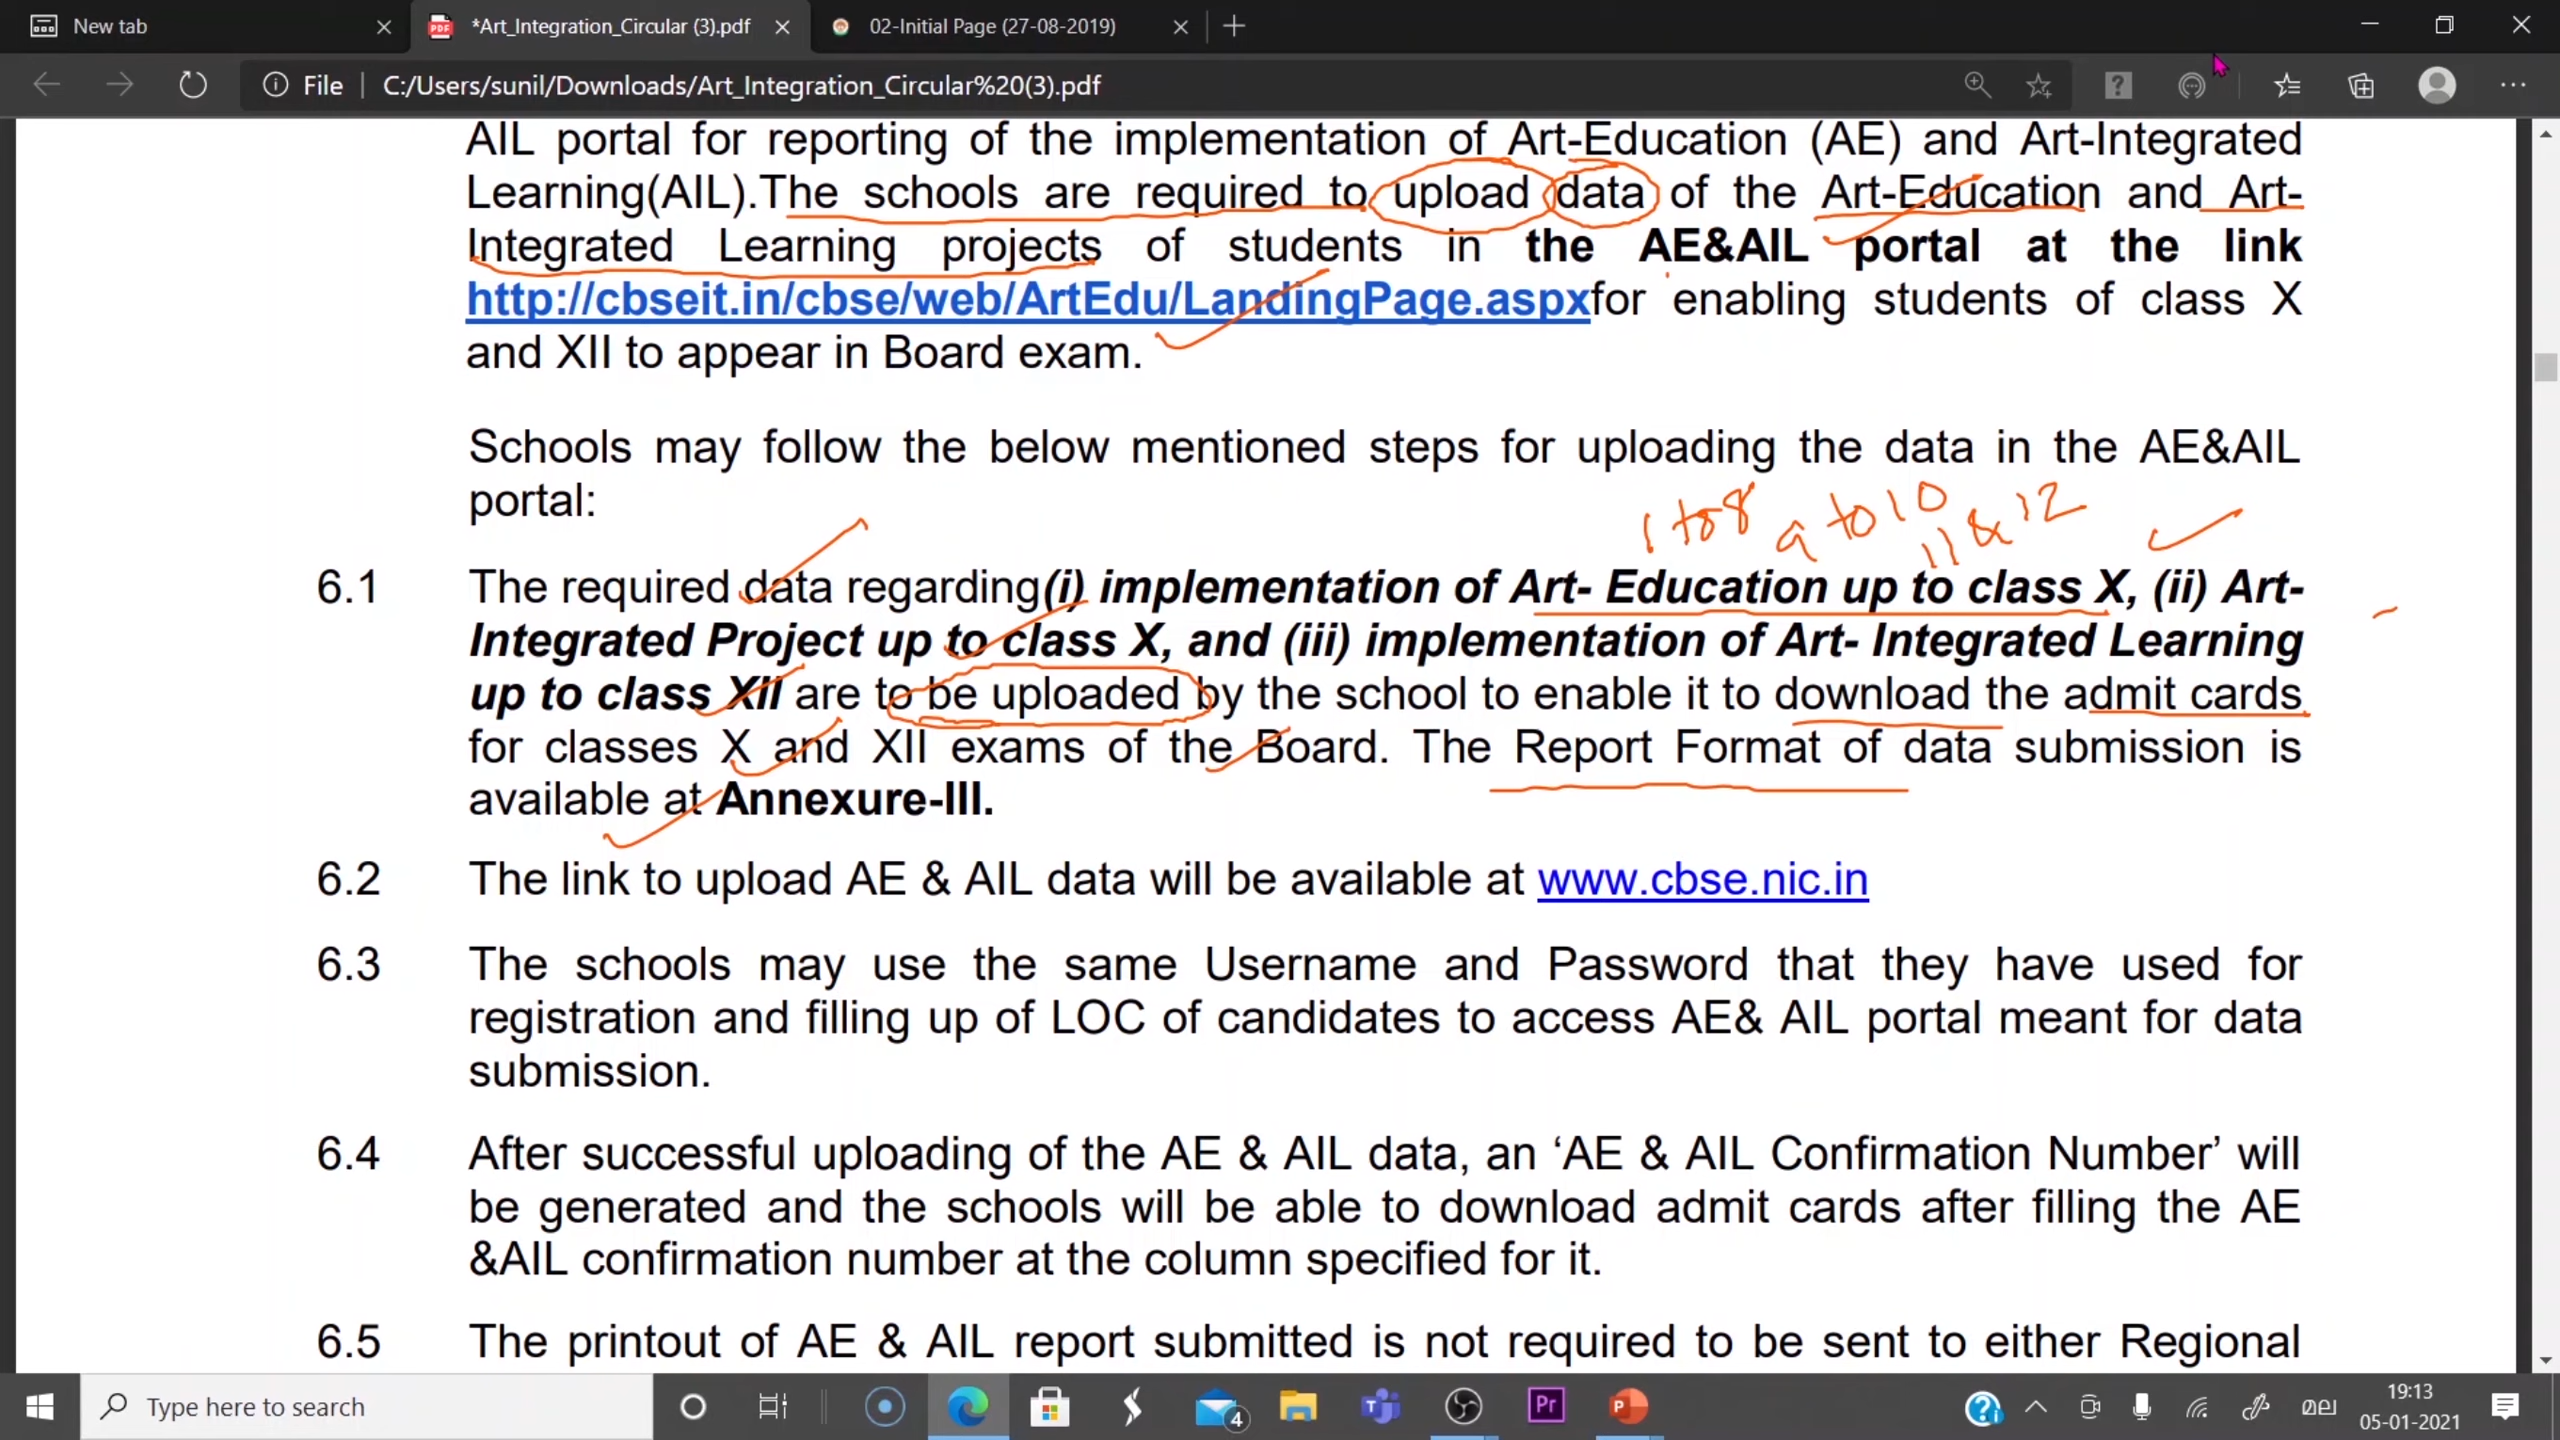 New tab
*Art_Integration_Circular (3).pdf
02-Initial Page (27-08-2019)
File
C:/Users/sunil/Downloads/Art_Integration_Circular%20(3).pdf
AIL portal for reporting of the implementation of Art-Education (AE) and Art-Integrated
Learning(AIL).The schools are required to upload data of the Art-Education and Art-
Integrated Learning projects of students in the AE&AIL portal at the link
http://cbseit.in/cbse/web/ArtEdu/LandingPage.aspxfor enabling students of class X
and XII to appear in Board exam.
Schools may follow the below mentioned steps for uploading the data in the AE&AIL
portal:
1 to 8
9 to 10
11 & 12
6.1 The required data regarding(i) implementation of Art- Education up to class X, (ii) Art-
Integrated Project up to class X, and (iii) implementation of Art- Integrated Learning
up to class XII are to be uploaded by the school to enable it to download the admit cards
for classes X and XII exams of the Board. The Report Format of data submission is
available at Annexure-III.
6.2 The link to upload AE & AIL data will be available at www.cbse.nic.in
6.3 The schools may use the same Username and Password that they have used for
registration and filling up of LOC of candidates to access AE& AIL portal meant for data
submission.
6.4 After successful uploading of the AE & AIL data, an ‘AE & AIL Confirmation Number’ will
be generated and the schools will be able to download admit cards after filling the AE
&AIL confirmation number at the column specified for it.
6.5 The printout of AE & AIL report submitted is not required to be sent to either Regional
Type here to search
4
Pr
മല
19:13
05-01-2021